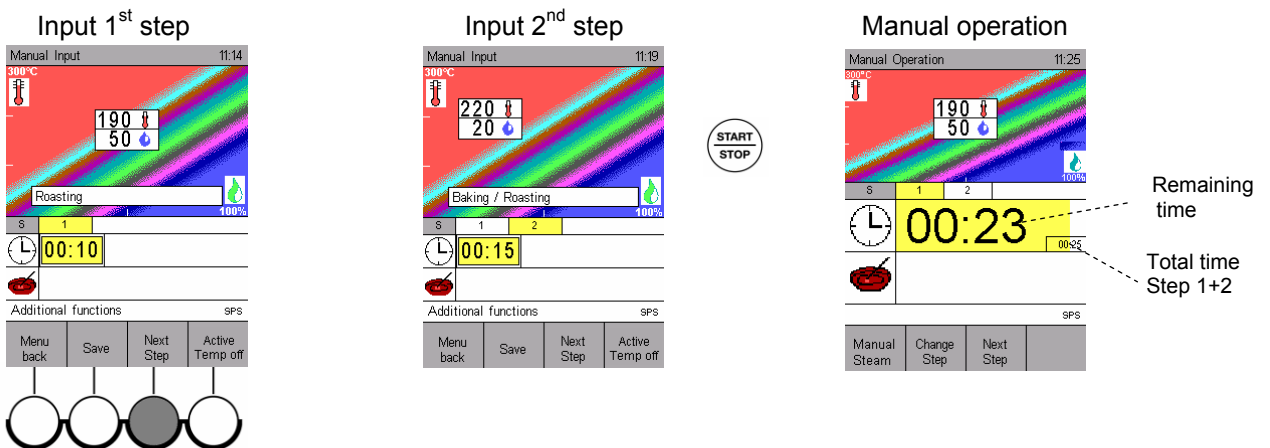 Input 1st step
Manual Input 11:14
300°C
190
50
Roasting
100%
S 1
00:10
Additional functions SPS
Menu back
Save
Next Step
Active Temp off
Input 2nd step
Manual Input 11:19
300°C
220
20
Baking / Roasting
100%
S 1 2
00:15
Additional functions SPS
Menu back
Save
Next Step
Active Temp off
START
STOP
Manual operation
Manual Operation 11:25
300°C
190
50
100%
S 1 2
00:23
00:25
SPS
Manual Steam
Change Step
Next Step
Remaining
time
Total time
Step 1+2